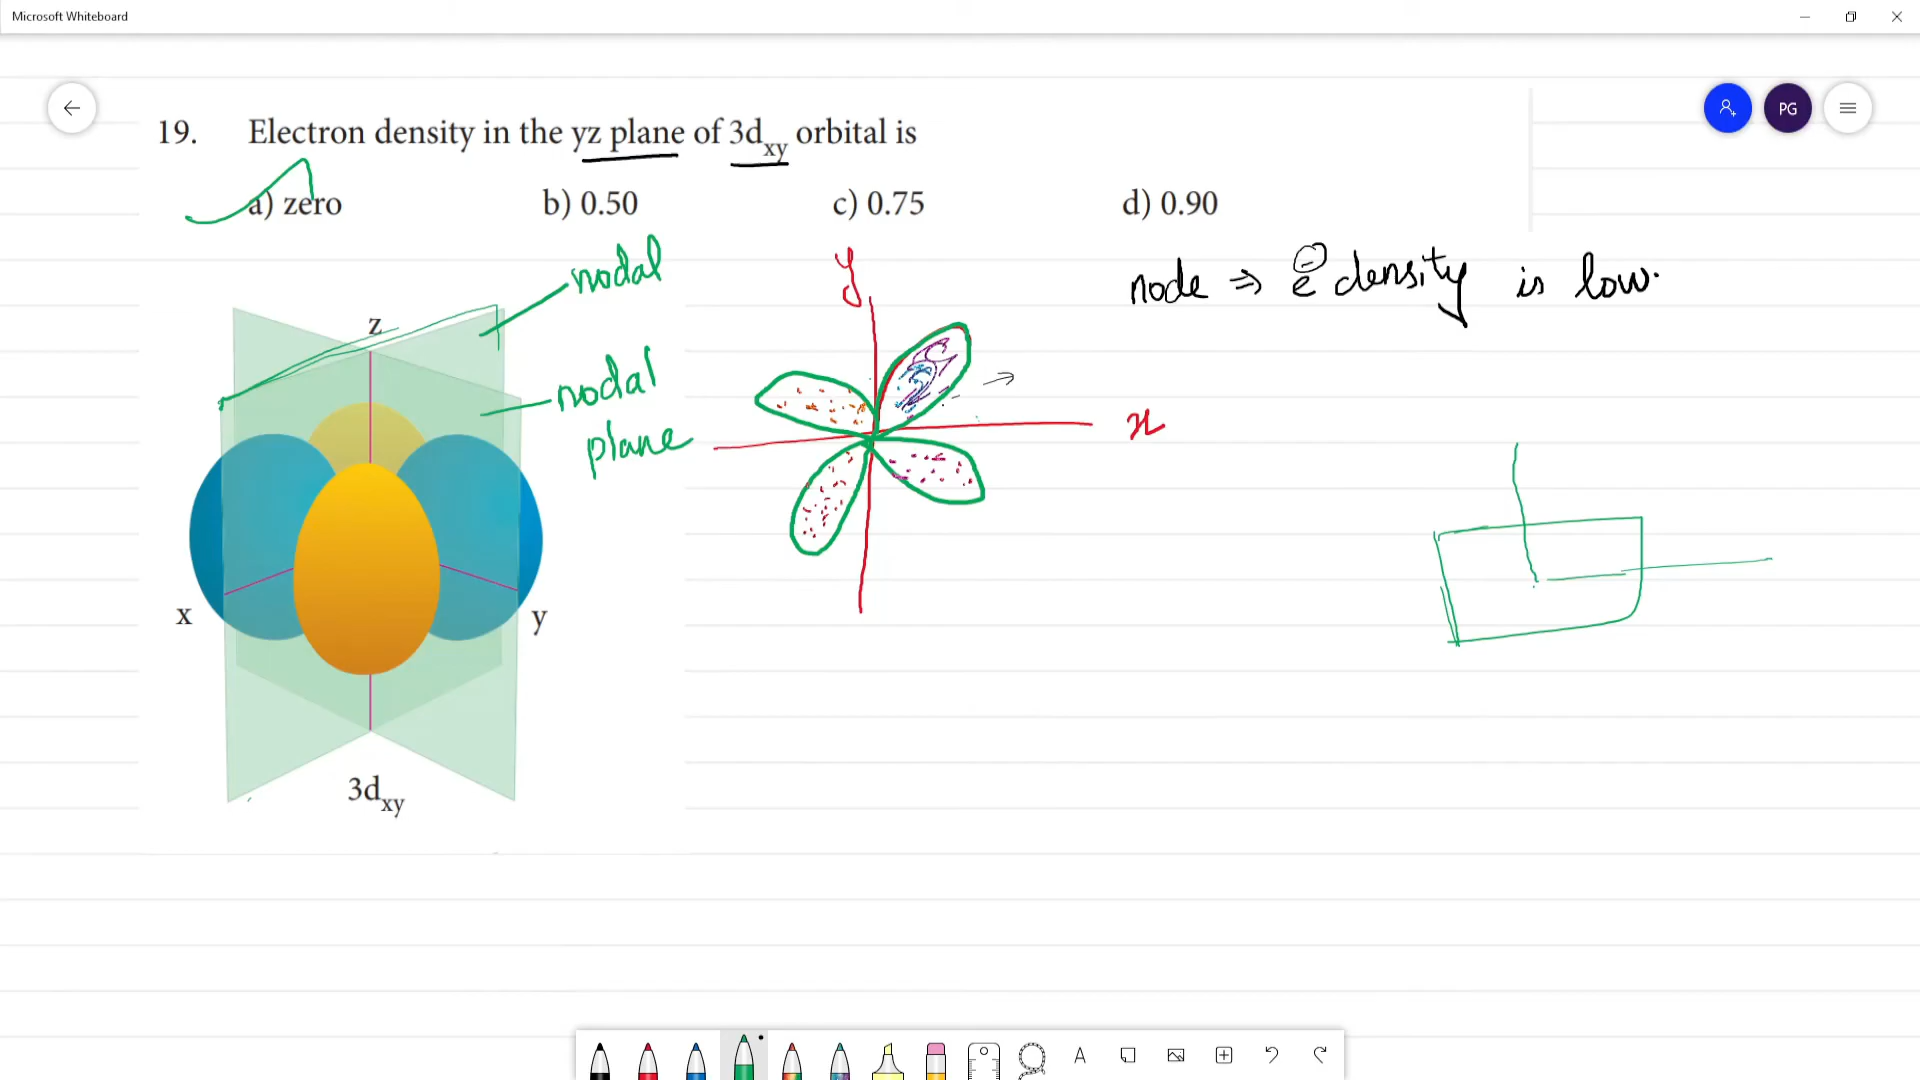 Microsoft Whiteboard
PG
19. Electron density in the yz plane of 3dxy orbital is
a) zero b) 0.50 c) 0.75 d) 0.90
nodal
nodal
plane
z
x
y
3dxy
y
x
node ⇒ e⊖ density is low.
A